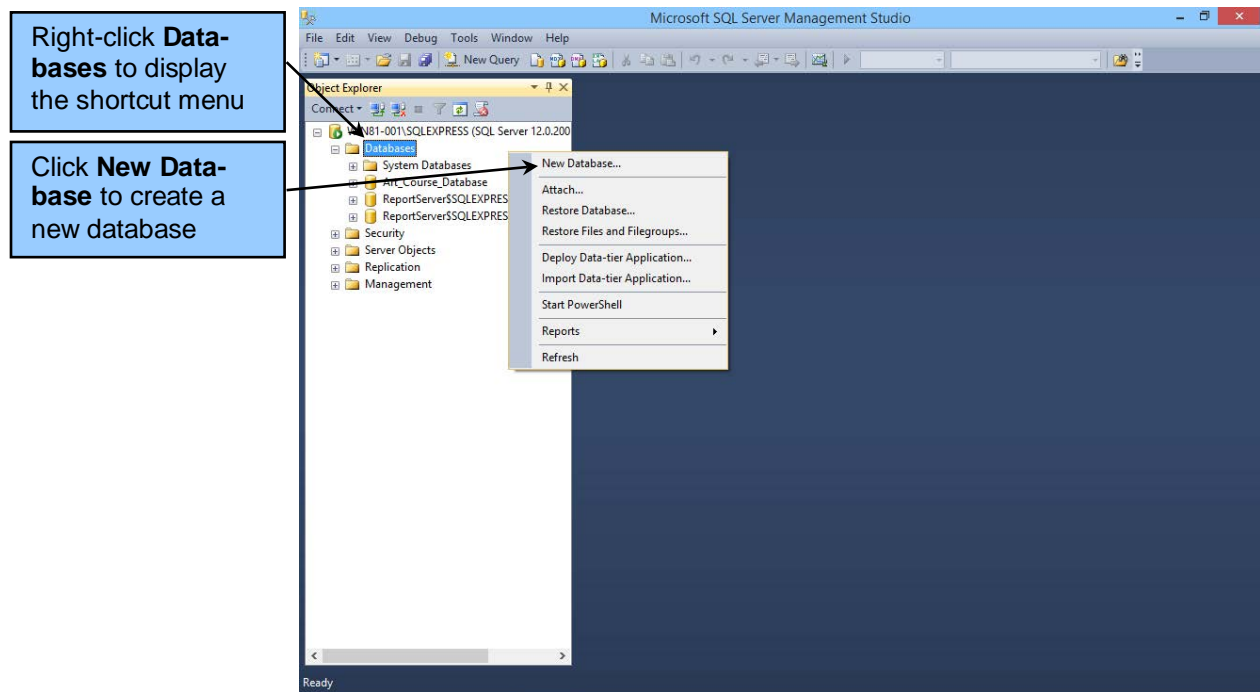 Right-click Data-
bases to display
the shortcut menu
Click New Data-
base to create a
new database
Microsoft SQL Server Management Studio
File Edit View Debug Tools Window Help
New Query
Object Explorer
Connect
WIN81-001\SQLEXPRESS (SQL Server 12.0.200
Databases
System Databases
Art_Course_Database
ReportServer$SQLEXPRES
ReportServer$SQLEXPRES
Security
Server Objects
Replication
Management
New Database...
Attach...
Restore Database...
Restore Files and Filegroups...
Deploy Data-tier Application...
Import Data-tier Application...
Start PowerShell
Reports
Refresh
Ready